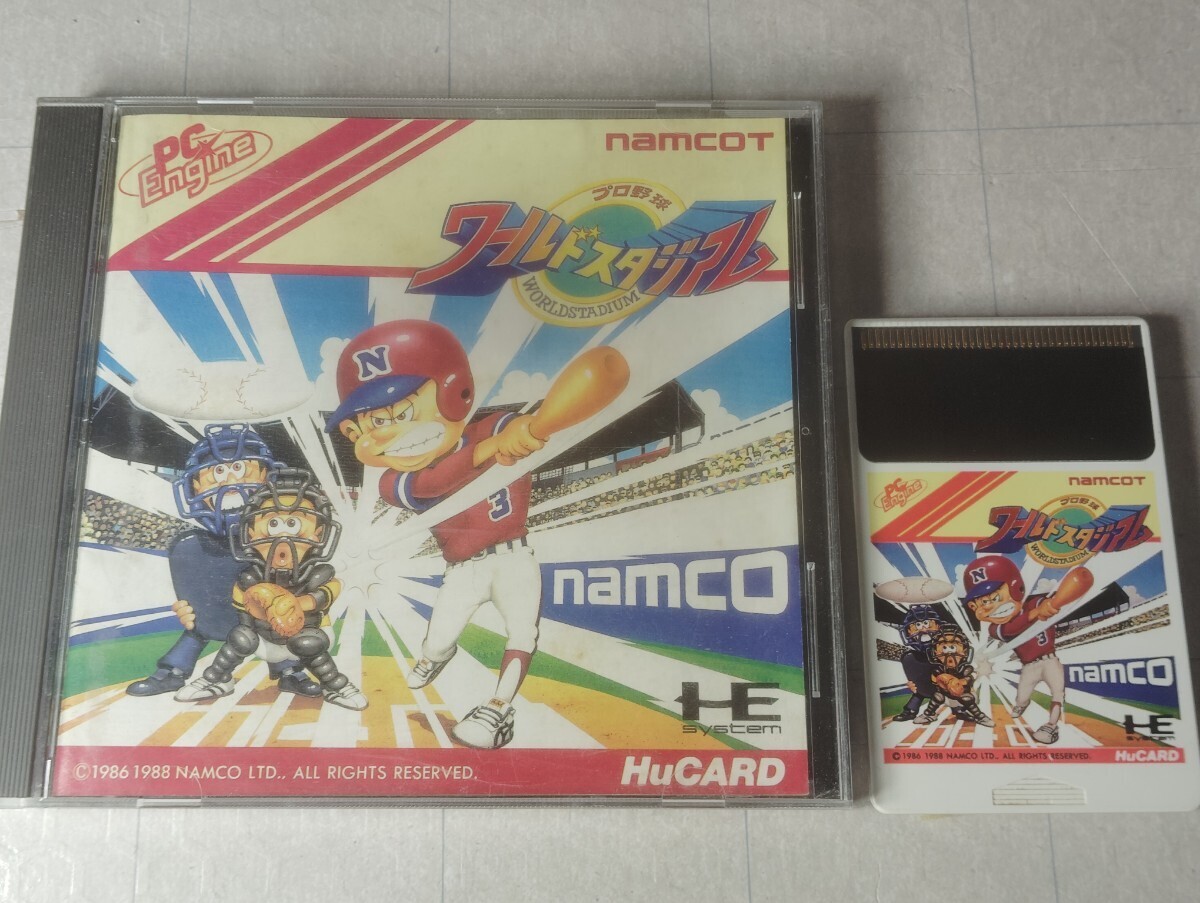 PC Engine
namcoT
プロ野球
ワールドスタジアム
WORLDSTADIUM
N
3
namco
HE system
©1986 1988 NAMCO LTD., ALL RIGHTS RESERVED.
HuCARD
PC Engine
namcoT
プロ野球
ワールドスタジアム
WORLDSTADIUM
N
3
namco
HE system
©1986 1988 NAMCO LTD., ALL RIGHTS RESERVED.
HuCARD